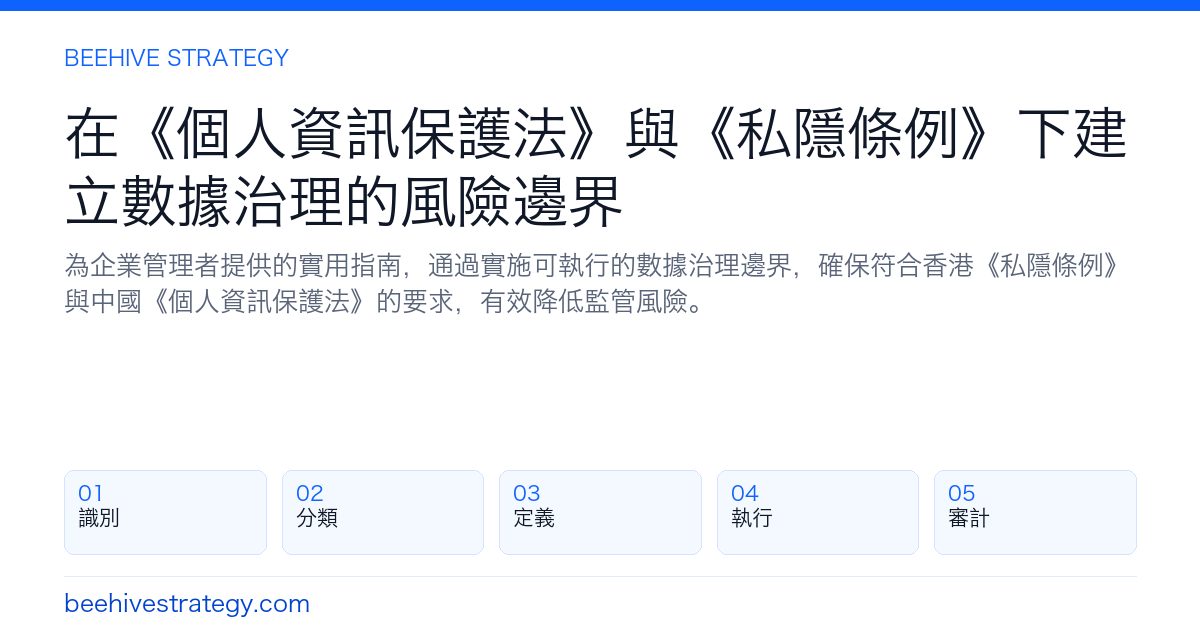 BEEHIVE STRATEGY
在《個人資訊保護法》與《私隱條例》下建
立數據治理的風險邊界
為企業管理者提供的實用指南，通過實施可執行的數據治理邊界，確保符合香港《私隱條例》
與中國《個人資訊保護法》的要求，有效降低監管風險。
01
識別
02
分類
03
定義
04
執行
05
審計
beehivestrategy.com